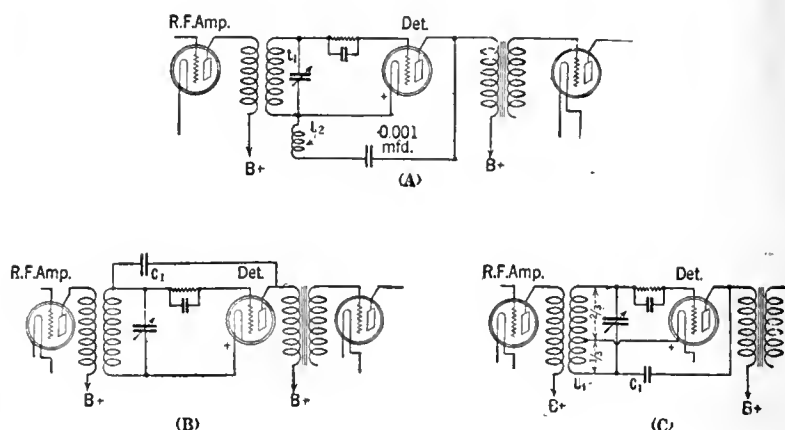 R.F.Amp.
Det.
L1
+
L2
·0.001
mfd.
B+
B+
(A)
C1
R.F.Amp.
Det.
+
B+
B+
(B)
R.F.Amp.
Det.
2/3
1/3
+
L1
C1
B+
B+
(C)